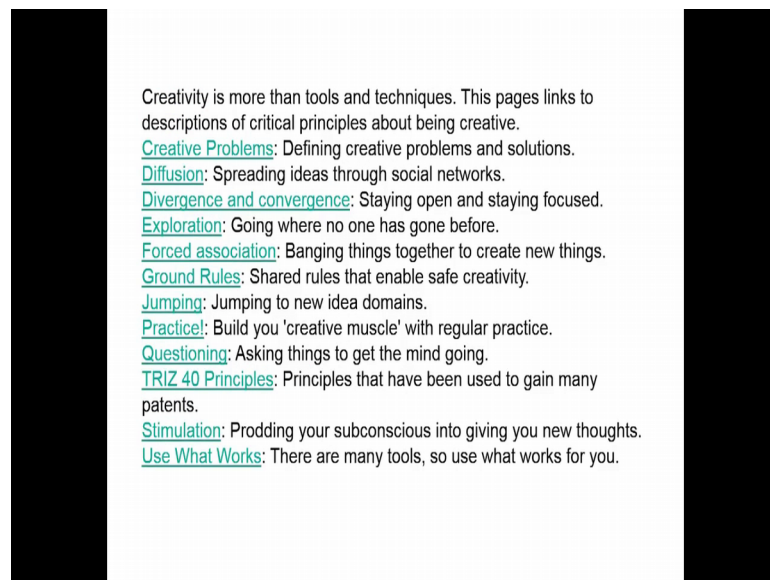 Creativity is more than tools and techniques. This pages links to
descriptions of critical principles about being creative.
Creative Problems: Defining creative problems and solutions.
Diffusion: Spreading ideas through social networks.
Divergence and convergence: Staying open and staying focused.
Exploration: Going where no one has gone before.
Forced association: Banging things together to create new things.
Ground Rules: Shared rules that enable safe creativity.
Jumping: Jumping to new idea domains.
Practice!: Build you 'creative muscle' with regular practice.
Questioning: Asking things to get the mind going.
TRIZ 40 Principles: Principles that have been used to gain many
patents.
Stimulation: Prodding your subconscious into giving you new thoughts.
Use What Works: There are many tools, so use what works for you.